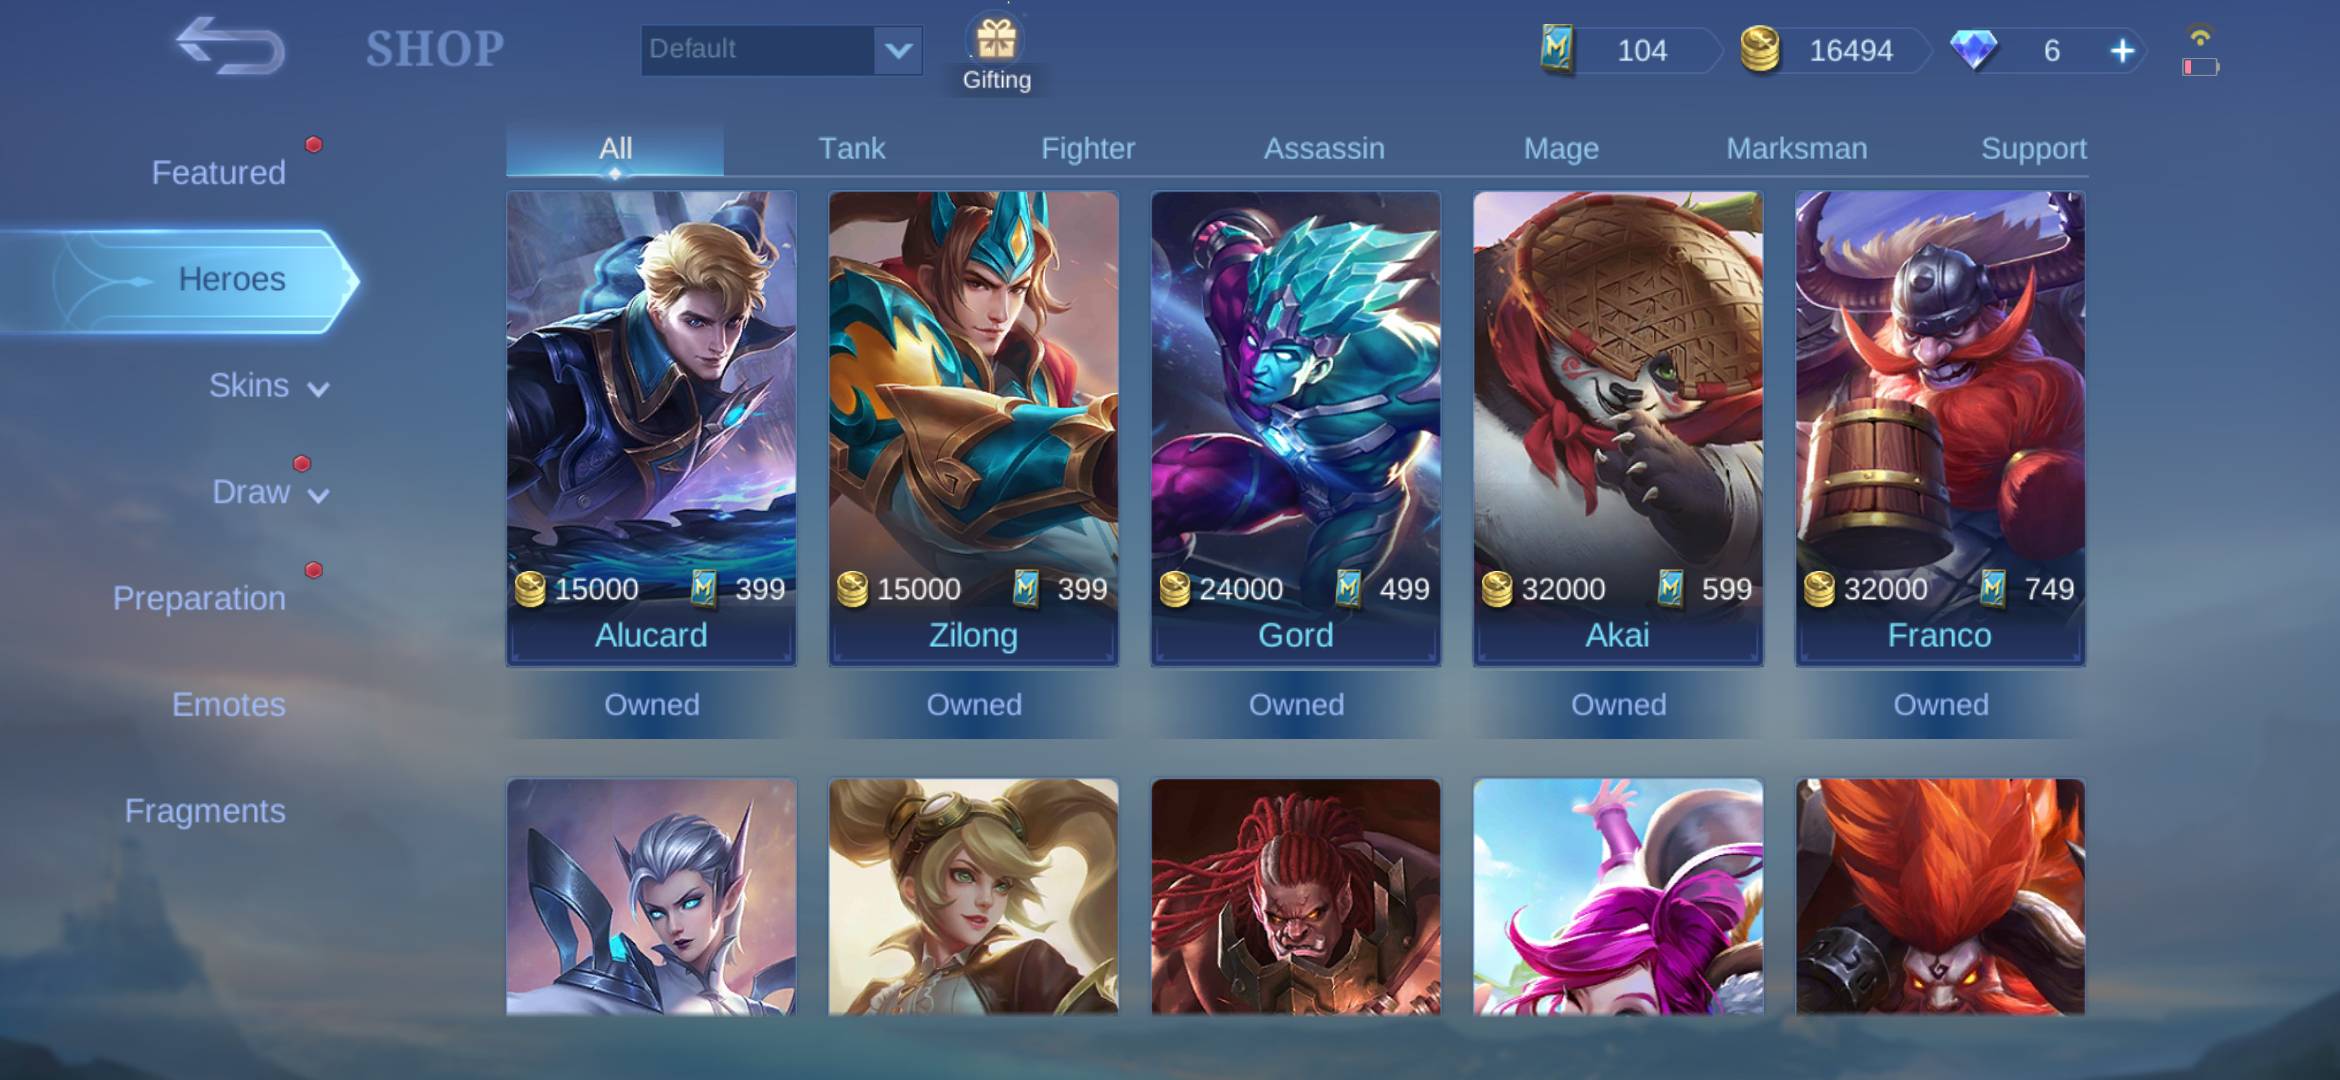 SHOP
Default
Gifting
104
16494
6
Featured
Heroes
Skins
Draw
Preparation
Emotes
Fragments
All
Tank
Fighter
Assassin
Mage
Marksman
Support
15000
M
399
Alucard
Owned
15000
M
399
Zilong
Owned
24000
M
499
Gord
Owned
32000
M
599
Akai
Owned
32000
M
749
Franco
Owned